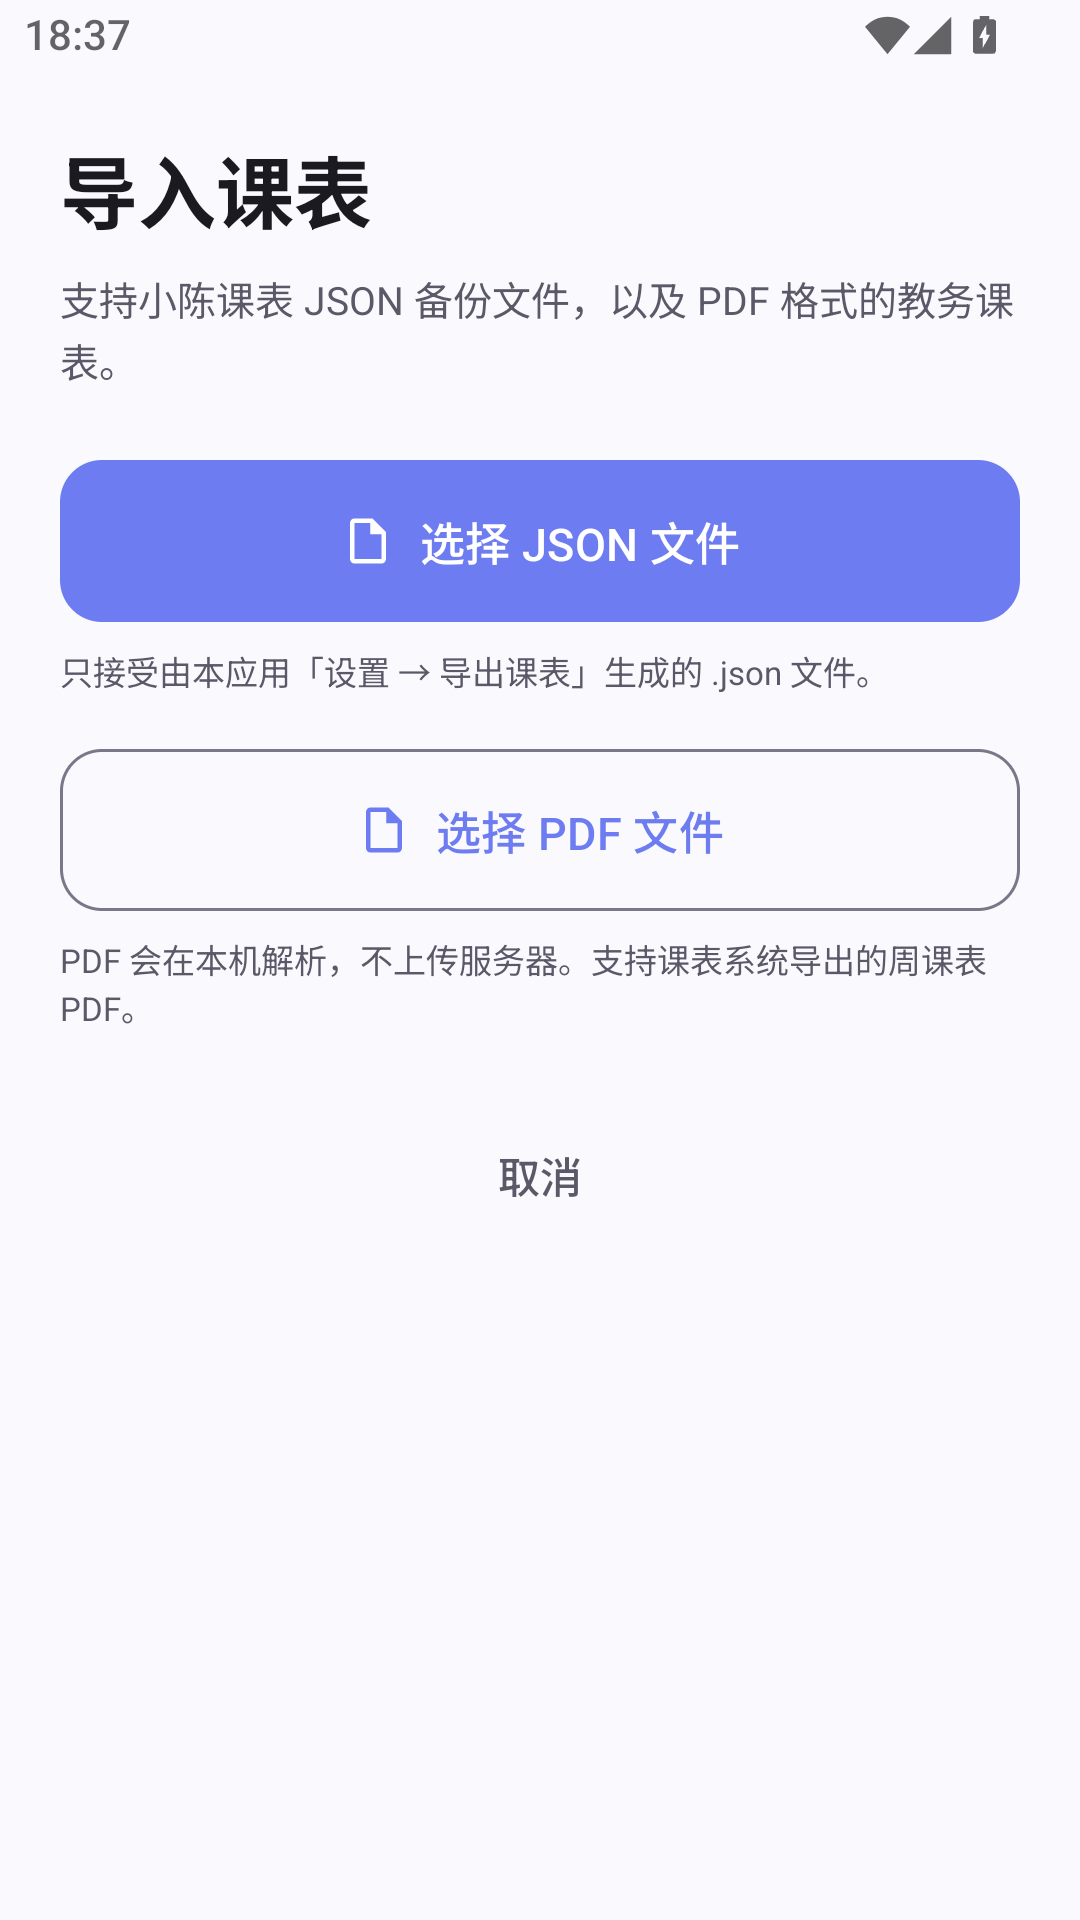 18:37
导入课表
支持小陈课表 JSON 备份文件，以及 PDF 格式的教务课
表。
选择 JSON 文件
只接受由本应用「设置 → 导出课表」生成的 .json 文件。
选择 PDF 文件
PDF 会在本机解析，不上传服务器。支持课表系统导出的周课表
PDF。
取消